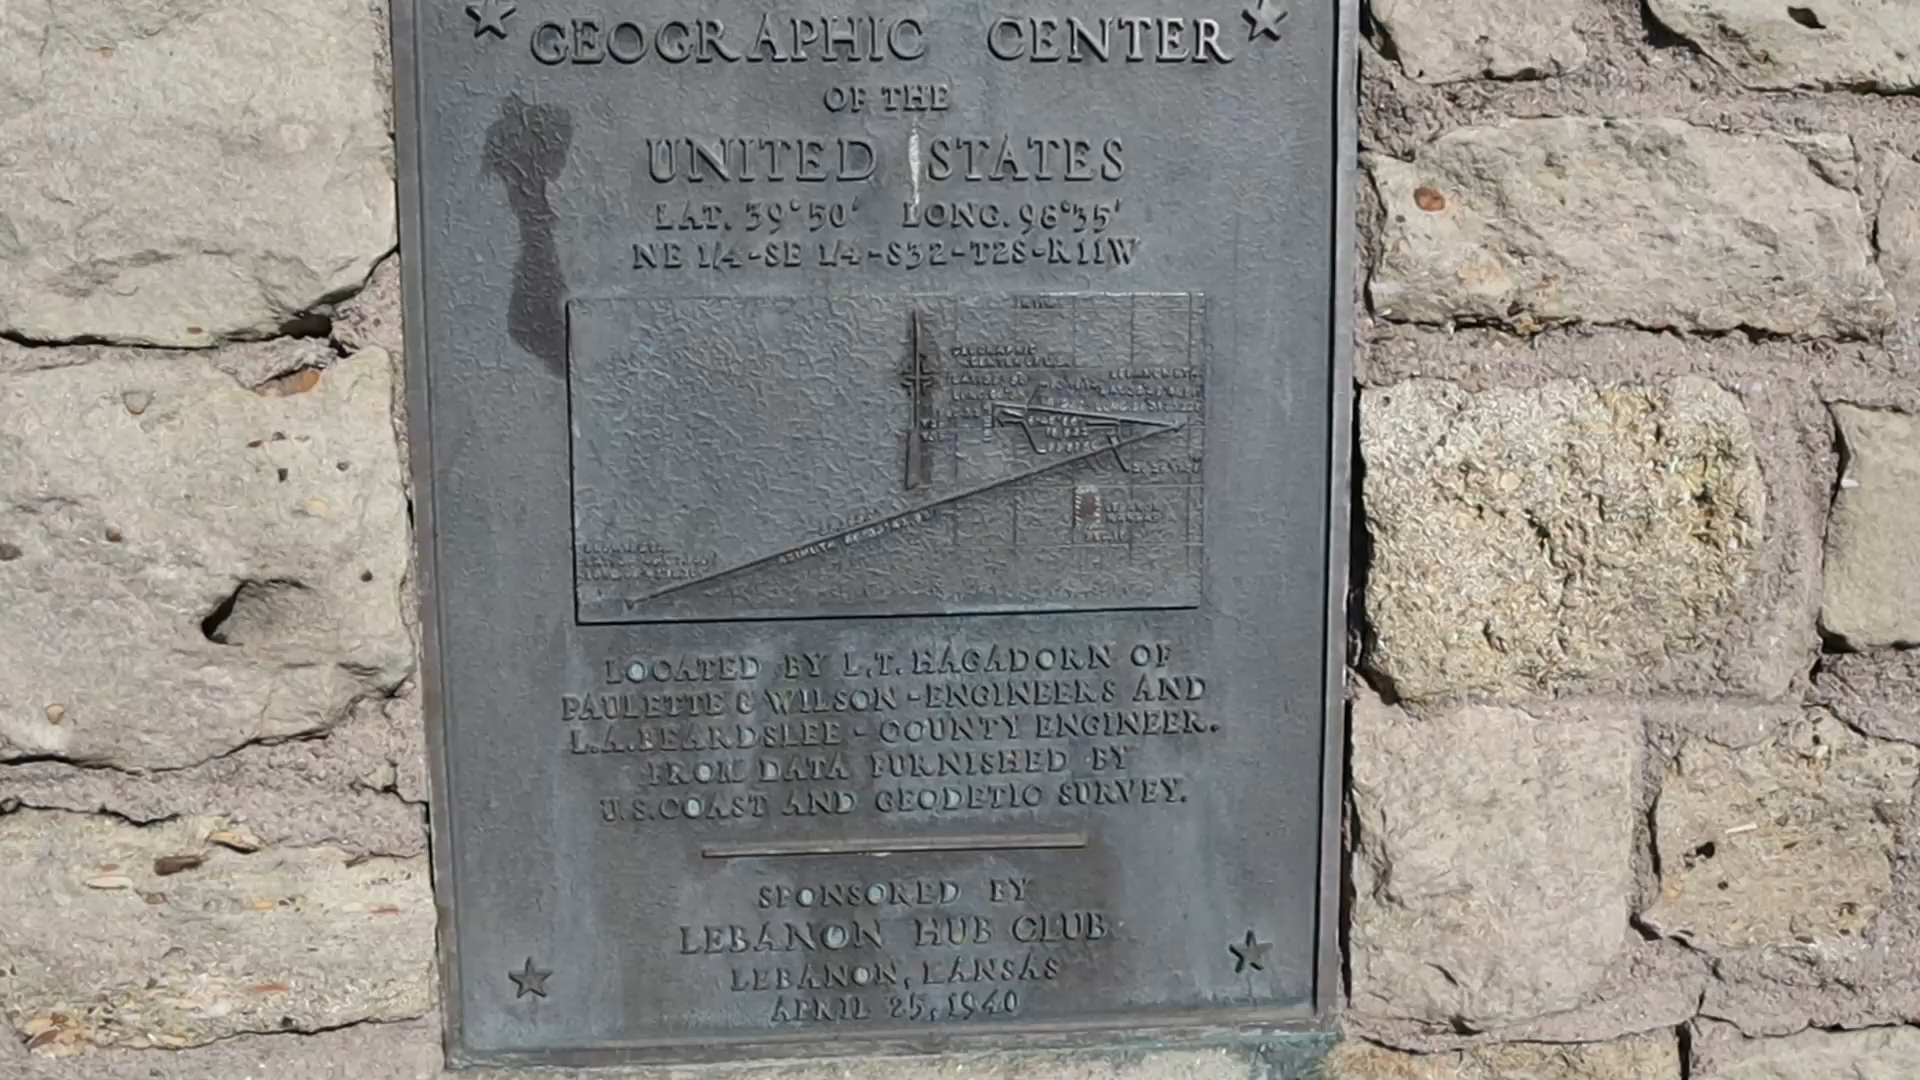 GEOGRAPHIC CENTER
OF THE
UNITED STATES
LAT. 39°50' LONG. 98°35'
NE 1/4-SE 1/4-S32-T2S-R11W
LOCATED BY L.T. HAGADORN OF
PAULETTE & WILSON - ENGINEERS AND
L.A. BEARDSLEE - COUNTY ENGINEER.
FROM DATA FURNISHED BY
U.S. COAST AND GEODETIC SURVEY.
SPONSORED BY
LEBANON HUB CLUB
LEBANON, KANSAS
APRIL 25, 1940